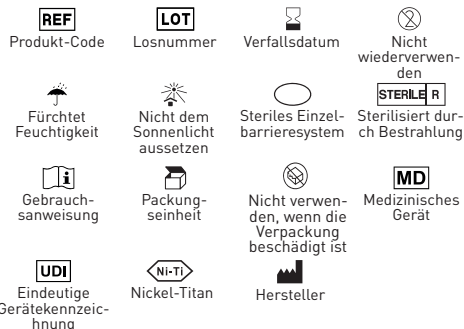 REF
LOT
2
Produkt-Code
Losnummer
Verfallsdatum
Nicht
wiederverwen-
den
STERILE R
Fürchtet
Feuchtigkeit
Nicht dem
Sonnenlicht
aussetzen
Steriles Einzel-
barrieresystem
Sterilisiert dur-
ch Bestrahlung
i
Gebrauch-
sanweisung
Packung-
seinheit
Nicht verwen-
den, wenn die
Verpackung
beschädigt ist
MD
Medizinisches
Gerät
UDI
Eindeutige
Gerätekennzeic-
hnung
Ni-Ti
Nickel-Titan
Hersteller